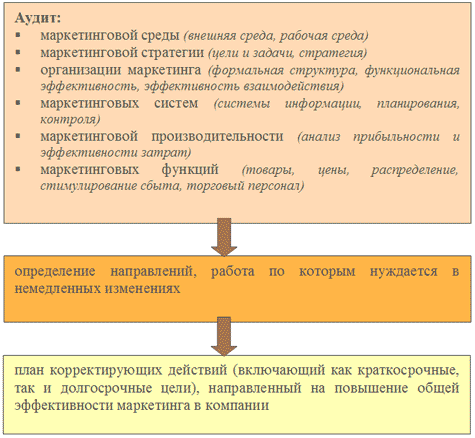 Аудит:
▪ маркетинговой среды (внешняя среда, рабочая среда)
▪ маркетинговой стратегии (цели и задачи, стратегия)
▪ организации маркетинга (формальная структура, функциональная
эффективность, эффективность взаимодействия)
▪ маркетинговых систем (системы информации, планирования,
контроля)
▪ маркетинговой производительности (анализ прибыльности и
эффективности затрат)
▪ маркетинговых функций (товары, цены, распределение,
стимулирование сбыта, торговый персонал)
определение направлений, работа по которым нуждается в
немедленных изменениях
план корректирующих действий (включающий как краткосрочные,
так и долгосрочные цели), направленный на повышение общей
эффективности маркетинга в компании